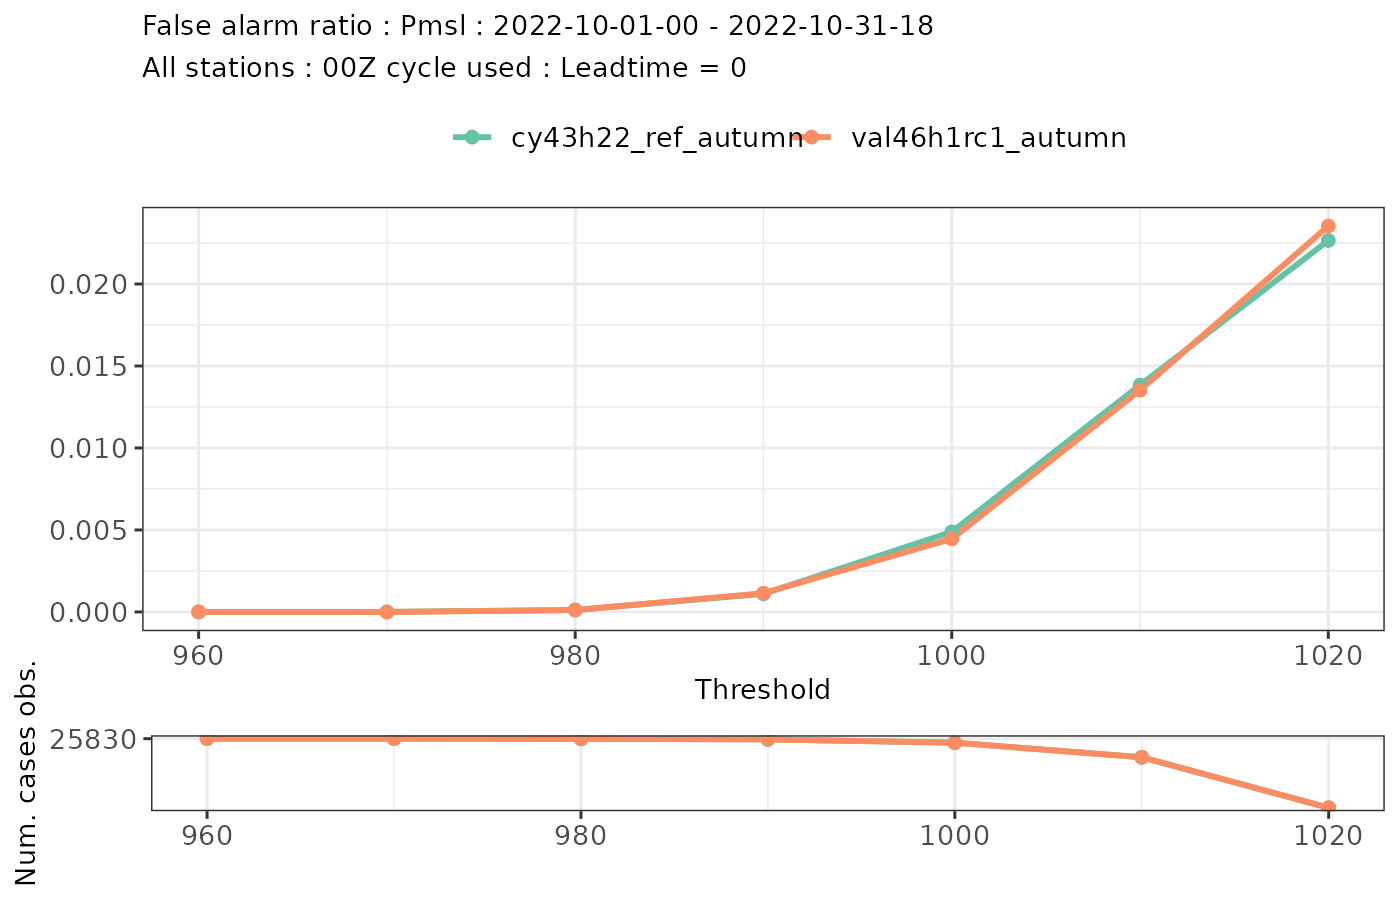 False alarm ratio : Pmsl : 2022-10-01-00 - 2022-10-31-18
All stations : 00Z cycle used : Leadtime = 0
cy43h22_ref_autumn val46h1rc1_autumn
0.020
0.015
0.010
0.005
0.000
960 980 1000 1020
Threshold
Num. cases obs.
25830
960 980 1000 1020